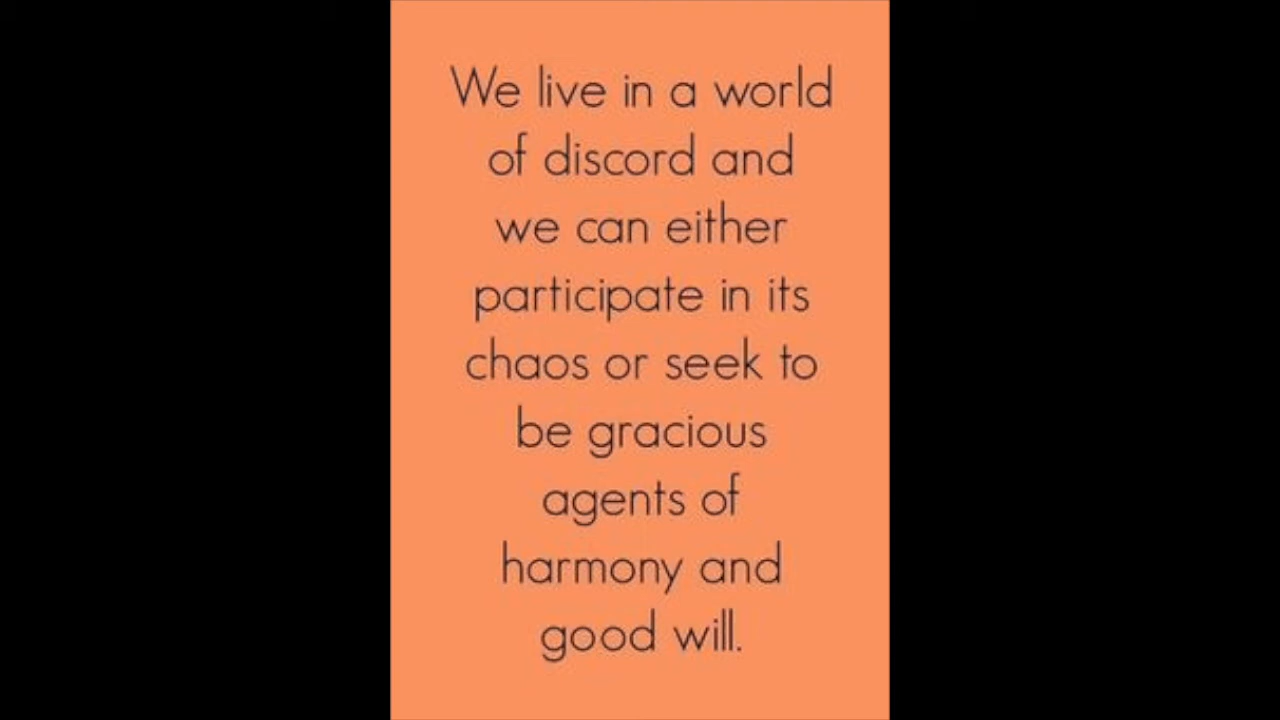 We live in a world
of discord and
we can either
participate in its
chaos or seek to
be gracious
agents of
harmony and
good will.